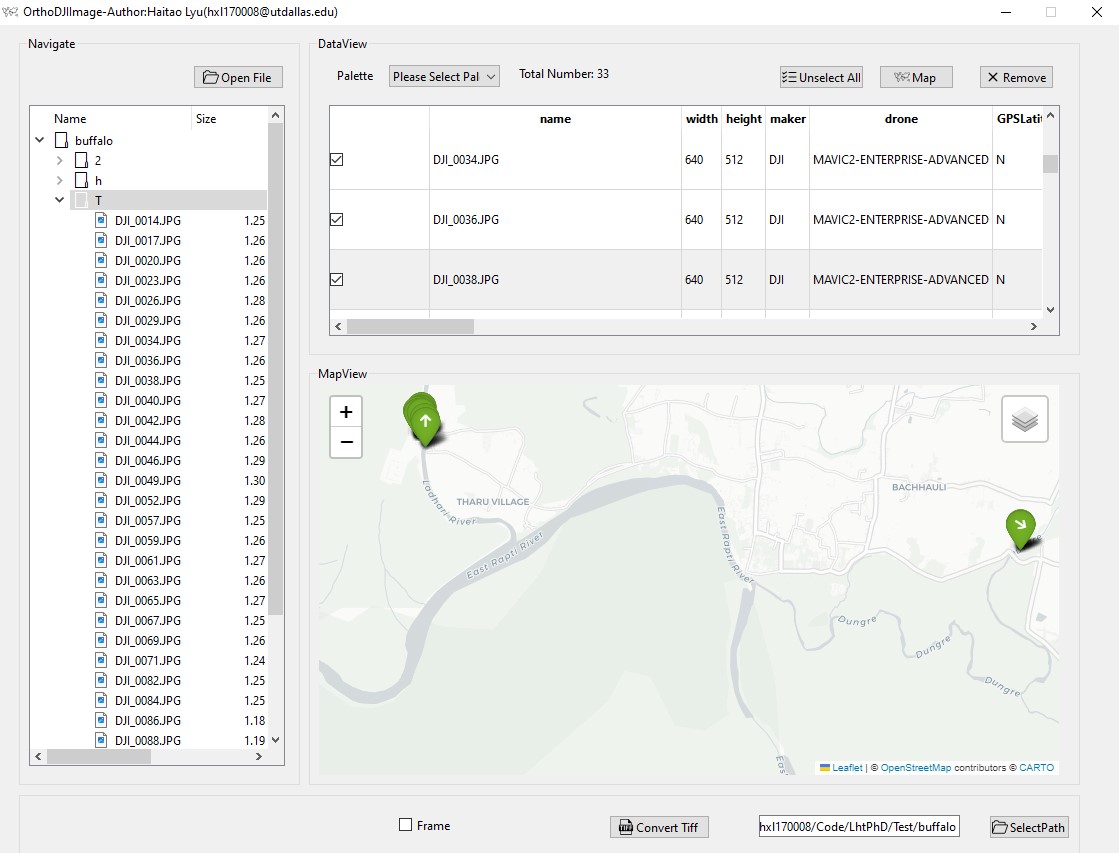 OrthoDJIImage-Author:Haitao Lyu(hxl170008@utdallas.edu)
Navigate
Open File
Name Size
buffalo
2
h
T
DJI_0014.JPG 1.25
DJI_0017.JPG 1.26
DJI_0020.JPG 1.26
DJI_0023.JPG 1.26
DJI_0026.JPG 1.28
DJI_0029.JPG 1.26
DJI_0034.JPG 1.27
DJI_0036.JPG 1.26
DJI_0038.JPG 1.25
DJI_0040.JPG 1.27
DJI_0042.JPG 1.28
DJI_0044.JPG 1.26
DJI_0046.JPG 1.29
DJI_0049.JPG 1.30
DJI_0052.JPG 1.29
DJI_0057.JPG 1.25
DJI_0059.JPG 1.26
DJI_0061.JPG 1.27
DJI_0063.JPG 1.26
DJI_0065.JPG 1.27
DJI_0067.JPG 1.25
DJI_0069.JPG 1.26
DJI_0071.JPG 1.24
DJI_0082.JPG 1.25
DJI_0084.JPG 1.25
DJI_0086.JPG 1.18
DJI_0088.JPG 1.19
DataView
Palette Please Select Pal Total Number: 33 Unselect All Map Remove
name width height maker drone GPSLatit
DJI_0034.JPG 640 512 DJI MAVIC2-ENTERPRISE-ADVANCED N
DJI_0036.JPG 640 512 DJI MAVIC2-ENTERPRISE-ADVANCED N
DJI_0038.JPG 640 512 DJI MAVIC2-ENTERPRISE-ADVANCED N
MapView
+
−
THARU VILLAGE
Ladhari River
East Rapti River
East Rapti River
BACHHAULI
Dungre
Dungre
Dungre
East
Leaflet | © OpenStreetMap contributors © CARTO
Frame
Convert Tiff
hxl170008/Code/LhtPhD/Test/buffalo
SelectPath